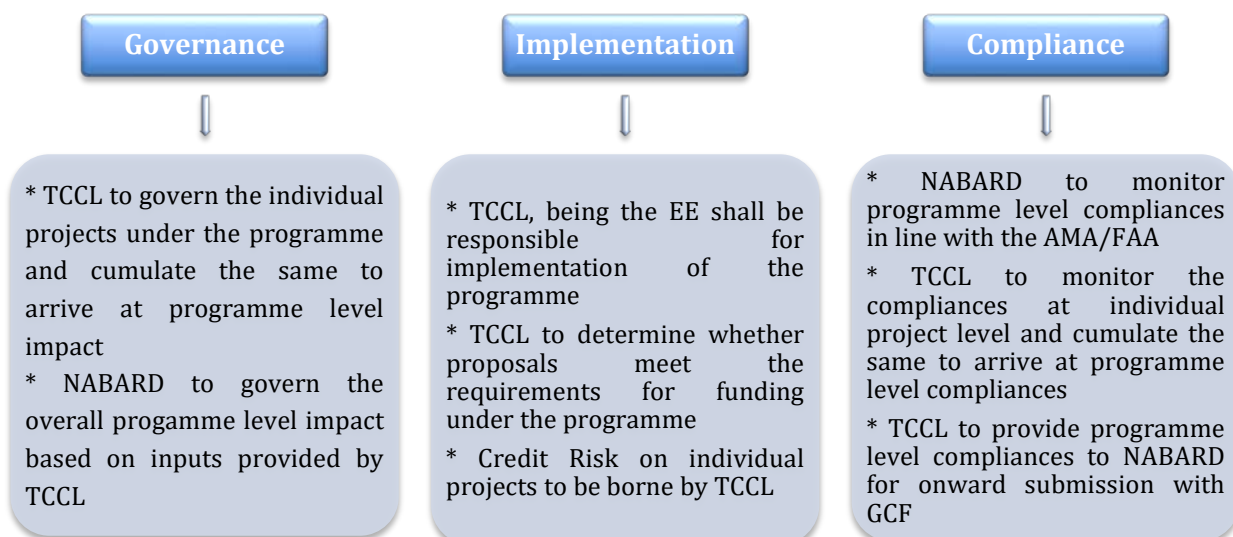 Governance
* TCCL to govern the individual
projects under the programme
and cumulate the same to
arrive at programme level
impact
* NABARD to govern the
overall progamme level impact
based on inputs provided by
TCCL
Implementation
* TCCL, being the EE shall be
responsible for
implementation of the
programme
* TCCL to determine whether
proposals meet the
requirements for funding
under the programme
* Credit Risk on individual
projects to be borne by TCCL
Compliance
* NABARD to monitor
programme level compliances
in line with the AMA/FAA
* TCCL to monitor the
compliances at individual
project level and cumulate the
same to arrive at programme
level compliances
* TCCL to provide programme
level compliances to NABARD
for onward submission with
GCF